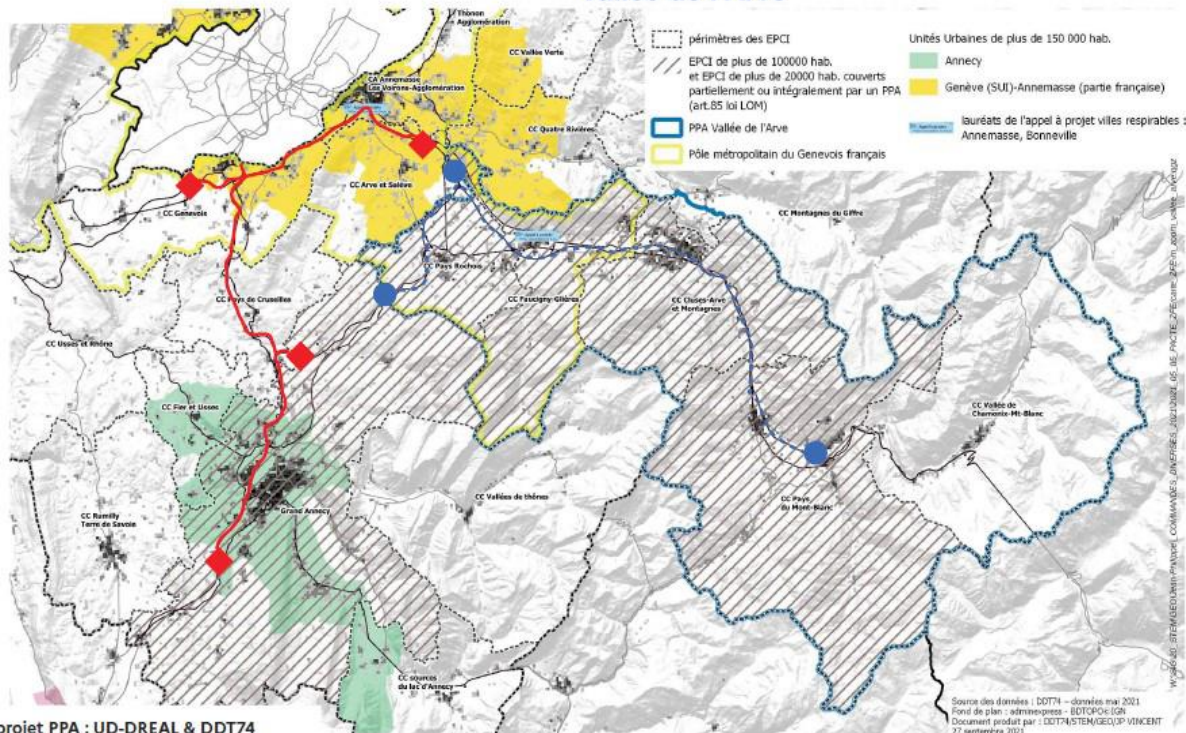 Thonon
Agglomération
CC Vallée Verte
CA Annemasse
Les Voirons-Agglomération
CC Quatre Rivières
CC Genevois
CC Arve et Salève
CC Montagnes du Giffre
CC Pays Rochois
CC Faucigny-Glières
CC Cluses-Arve
et Montagnes
CC Pays de Cruseilles
CC Usses et Rhône
CC Fier et Usses
CC Vallée de
Chamonix-Mt-Blanc
CC Vallées de thônes
CC Pays
du Mont-Blanc
Grand Annecy
CC Rumilly
Terre de Savoie
CC sources
du lac d'Annecy
périmètres des EPCI
EPCI de plus de 100000 hab.
et EPCI de plus de 20000 hab. couverts
partiellement ou intégralement par un PPA
(art.85 loi LOM)
PPA Vallée de l'Arve
Pôle métropolitain du Genevois français
Unités Urbaines de plus de 150 000 hab.
Annecy
Genève (SUI)-Annemasse (partie française)
lauréats de l'appel à projet villes respirables :
Annemasse, Bonneville
Source des données : DDT74 – données mai 2021
Fond de plan : adminexpress - BDTOPO© IGN
Document produit par : DDT74/STEM/GEO/JP VINCENT
27 septembre 2021
projet PPA : UD-DREAL & DDT74